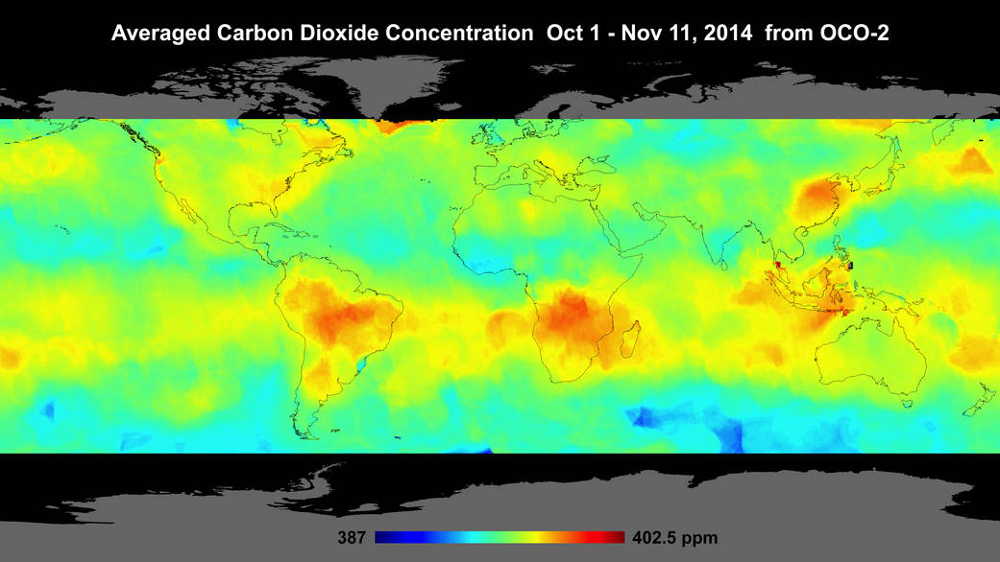 Averaged Carbon Dioxide Concentration  Oct 1 - Nov 11, 2014  from OCO-2
387 402.5 ppm